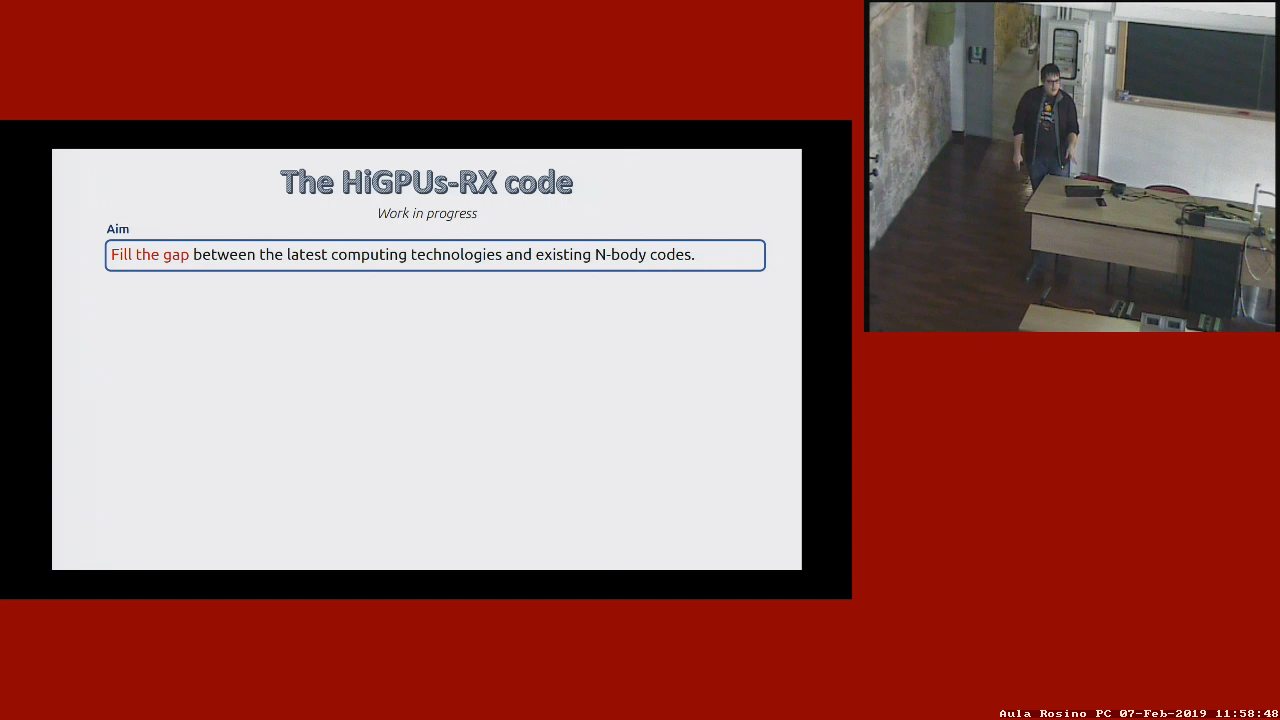 The HiGPUs-RX code
Work in progress
Aim
Fill the gap between the latest computing technologies and existing N-body codes.
Aula Rosino PC 07-Feb-2019 11:58:48